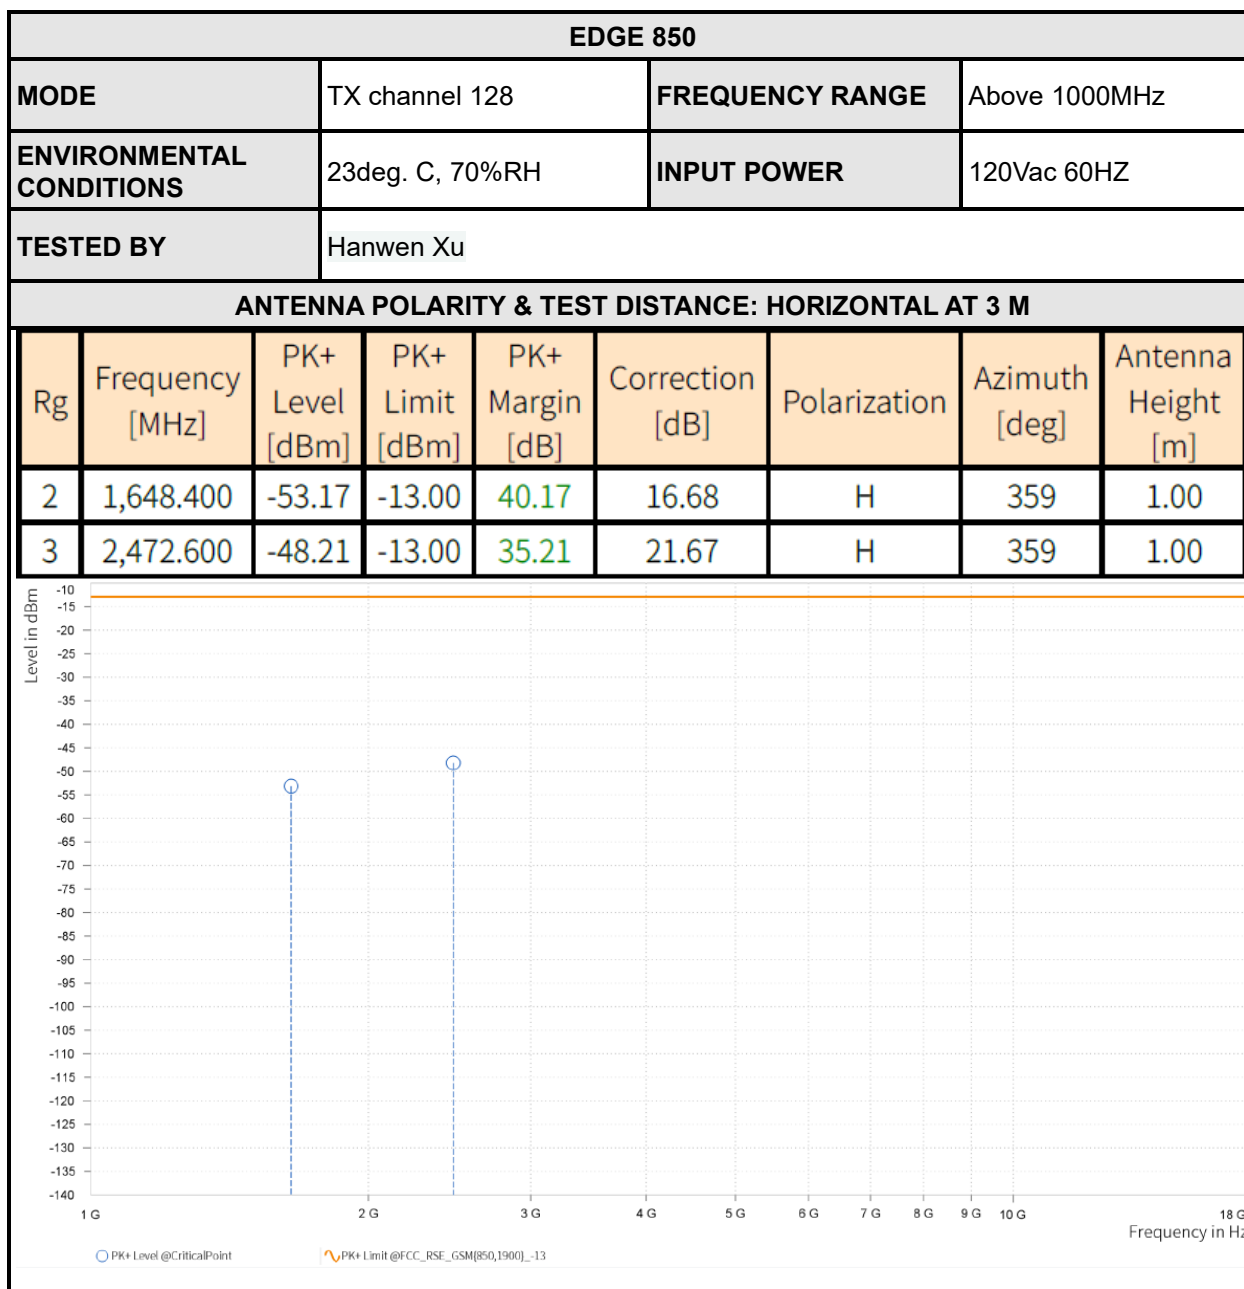 EDGE 850
MODE TX channel 128 FREQUENCY RANGE Above 1000MHz
ENVIRONMENTAL CONDITIONS 23deg. C, 70%RH INPUT POWER 120Vac 60HZ
TESTED BY Hanwen Xu
ANTENNA POLARITY & TEST DISTANCE: HORIZONTAL AT 3 M
Rg Frequency [MHz] PK+ Level [dBm] PK+ Limit [dBm] PK+ Margin [dB] Correction [dB] Polarization Azimuth [deg] Antenna Height [m]
2 1,648.400 -53.17 -13.00 40.17 16.68 H 359 1.00
3 2,472.600 -48.21 -13.00 35.21 21.67 H 359 1.00
Level in dBm
-10
-15
-20
-25
-30
-35
-40
-45
-50
-55
-60
-65
-70
-75
-80
-85
-90
-95
-100
-105
-110
-115
-120
-125
-130
-135
-140
1 G 2 G 3 G 4 G 5 G 6 G 7 G 8 G 9 G 10 G 18 G
Frequency in Hz
PK+ Level @CriticalPoint PK+ Limit @FCC_RSE_GSM(850,1900)_-13